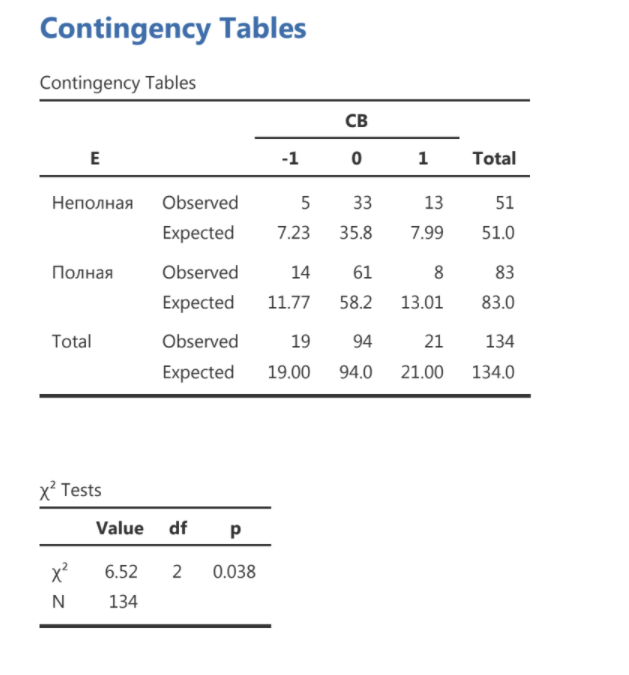 Contingency Tables
Contingency Tables
CB
E -1 0 1 Total
Неполная Observed 5 33 13 51
Expected 7.23 35.8 7.99 51.0
Полная Observed 14 61 8 83
Expected 11.77 58.2 13.01 83.0
Total Observed 19 94 21 134
Expected 19.00 94.0 21.00 134.0
χ² Tests
Value df p
χ² 6.52 2 0.038
N 134